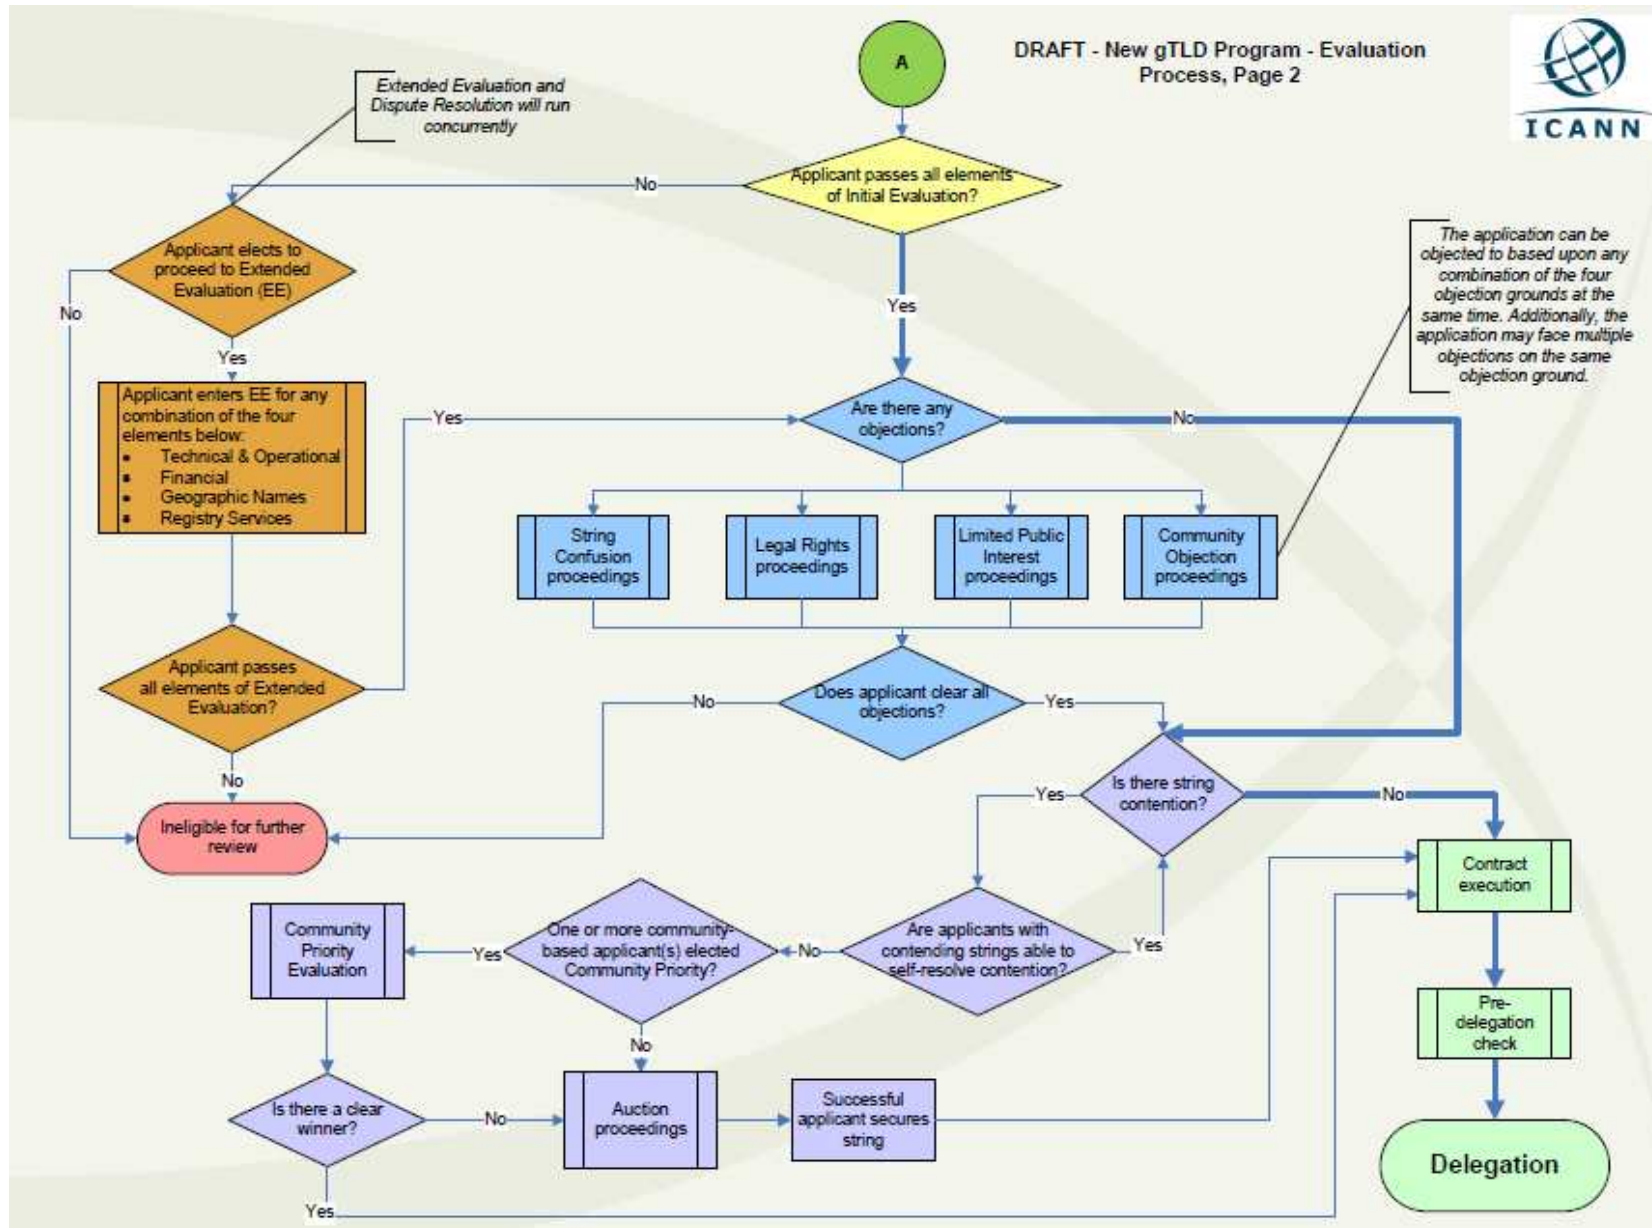 A
DRAFT - New gTLD Program - Evaluation
Process, Page 2
ICANN
Extended Evaluation and
Dispute Resolution will run
concurrently
Applicant passes all elements
of Initial Evaluation?
No
Yes
Applicant elects to
proceed to Extended
Evaluation (EE)
No
Yes
The application can be
objected to based upon any
combination of the four
objection grounds at the
same time. Additionally, the
application may face multiple
objections on the same
objection ground.
Applicant enters EE for any
combination of the four
elements below:
• Technical & Operational
• Financial
• Geographic Names
• Registry Services
Yes
Are there any
objections?
No
String
Confusion
proceedings
Legal Rights
proceedings
Limited Public
Interest
proceedings
Community
Objection
proceedings
Applicant passes
all elements of Extended
Evaluation?
No
Does applicant clear all
objections?
No
Yes
Ineligible for further
review
Is there string
contention?
Yes
No
Contract
execution
Community
Priority
Evaluation
Yes
One or more community-
based applicant(s) elected
Community Priority?
No
Are applicants with
contending strings able to
self-resolve contention?
Yes
No
Pre-
delegation
check
Is there a clear
winner?
No
Auction
proceedings
Successful
applicant secures
string
Delegation
Yes